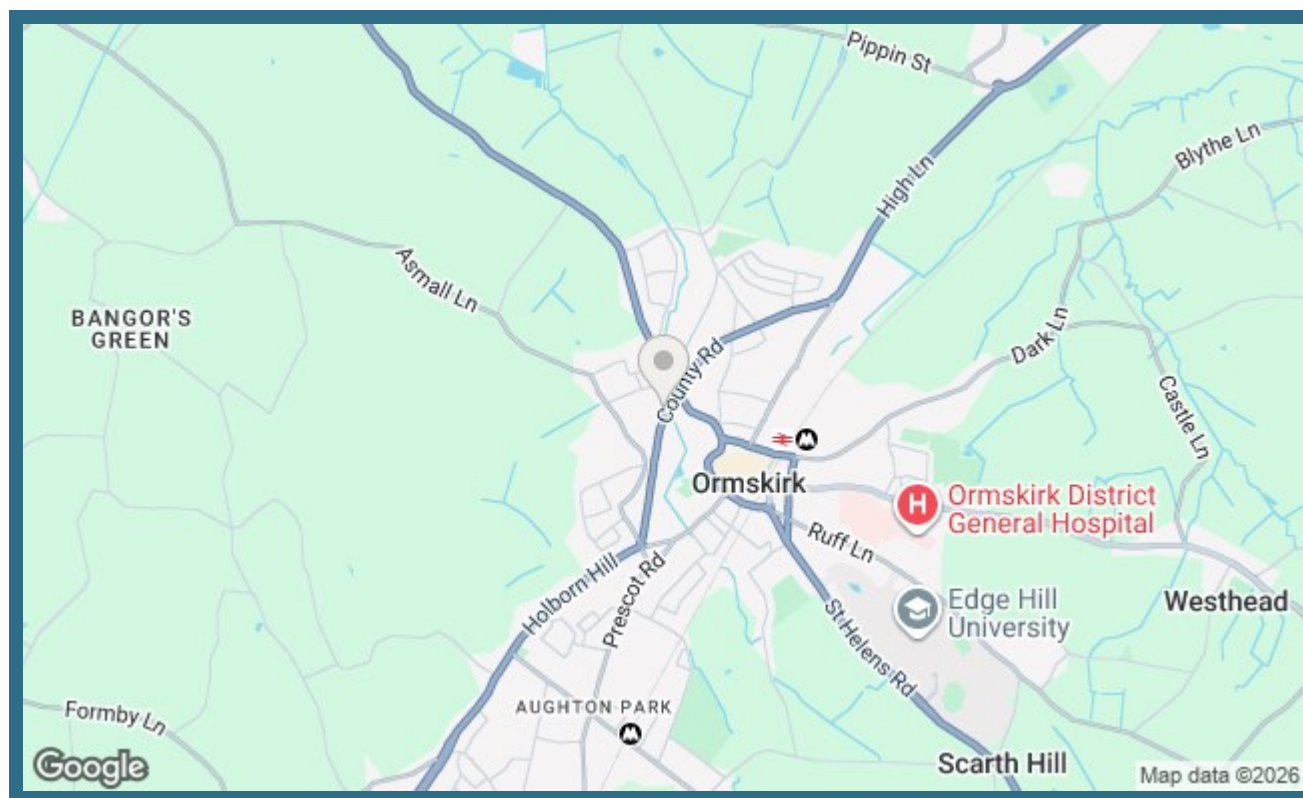 Pippin St
High Ln
Blythe Ln
Asmall Ln
BANGOR'S
GREEN
County Rd
Dark Ln
Castle Ln
Ormskirk
H
Ormskirk District
General Hospital
Ruff Ln
Holborn Hill
Prescot Rd
Edge Hill
University
Westhead
St Helens Rd
AUGHTON PARK
Formby Ln
Scarth Hill
Google
Map data ©2026